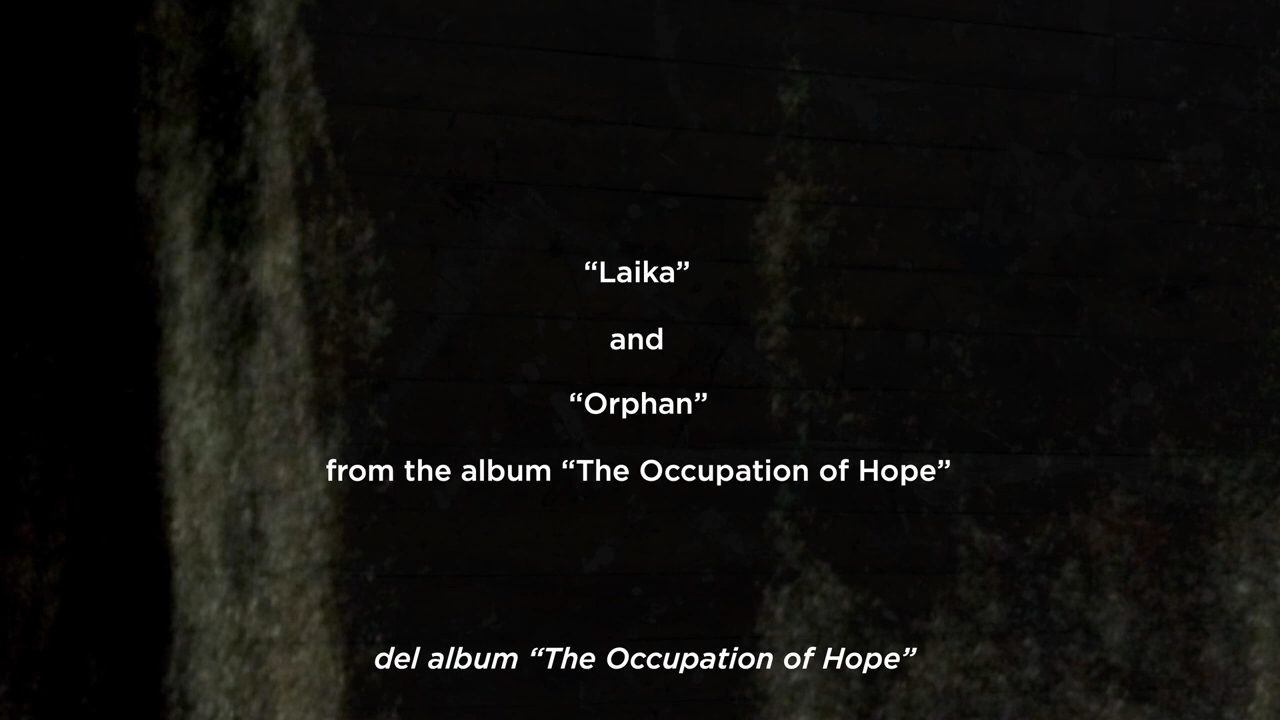 “Laika”
and
“Orphan”
from the album “The Occupation of Hope”
del album “The Occupation of Hope”